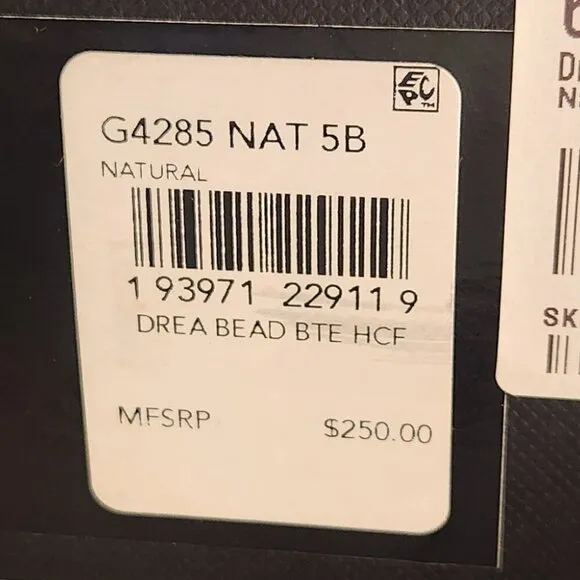 G4285 NAT 5B
NATURAL
1 93971 22911 9
DREA BEAD BTE HCF
MFSRP $250.00
SK